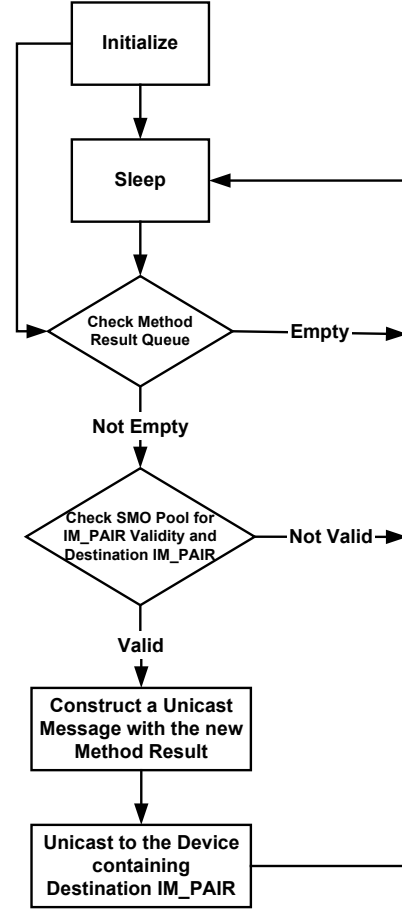 Initialize
Sleep
Check Method
Result Queue
Empty
Not Empty
Check SMO Pool for
IM_PAIR Validity and
Destination IM_PAIR
Not Valid
Valid
Construct a Unicast
Message with the new
Method Result
Unicast to the Device
containing
Destination IM_PAIR